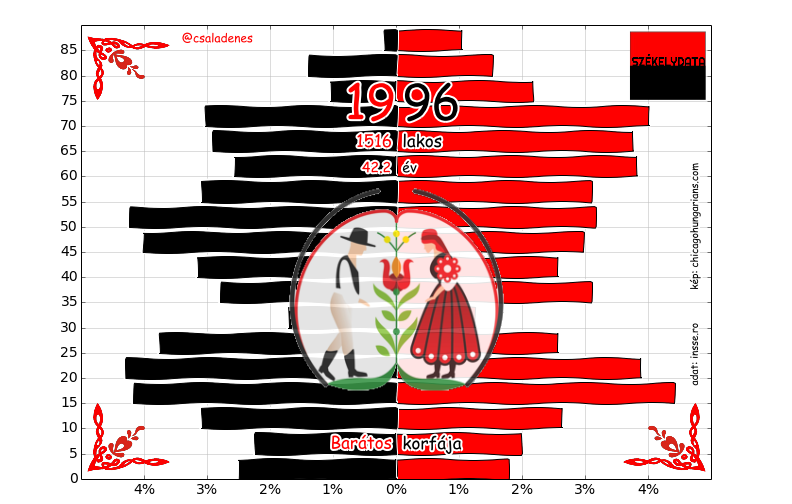 @csaladenes
SZÉKELYDATA
1996
1516 lakos
42,2 év
kép: chicagohungarians.com
adat: insse.ro
Barátos korfája
85
80
75
70
65
60
55
50
45
40
35
30
25
20
15
10
5
0
4% 3% 2% 1% 0% 1% 2% 3% 4%